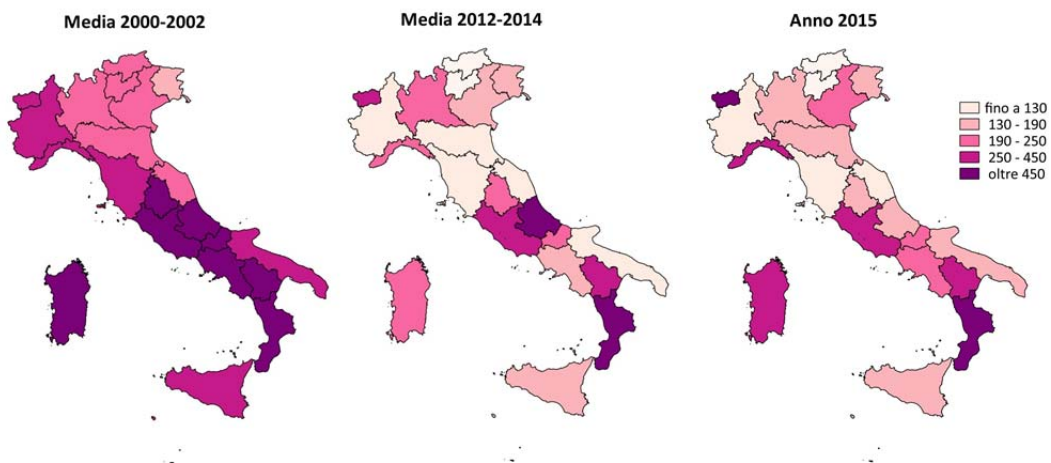 Media 2000-2002
Media 2012-2014
Anno 2015
fino a 130
130 - 190
190 - 250
250 - 450
oltre 450